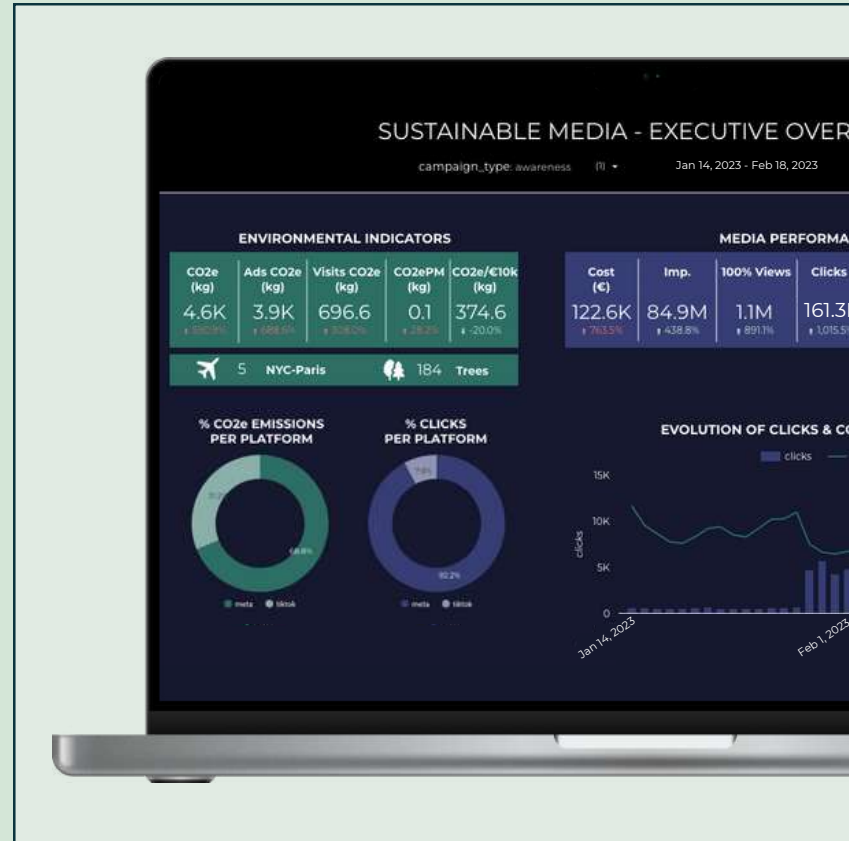 SUSTAINABLE MEDIA - EXECUTIVE OVER
campaign_type: awareness (1)
Jan 14, 2023 - Feb 18, 2023
ENVIRONMENTAL INDICATORS
CO2e (kg)
4.6K
Ads CO2e (kg)
3.9K
Visits CO2e (kg)
696.6
CO2ePM (kg)
0.1
CO2e/€10k (kg)
374.6
-20.0%
5 NYC-Paris
184 Trees
MEDIA PERFORMA
Cost (€)
122.6K
763.5%
Imp.
84.9M
438.8%
100% Views
1.1M
891.1%
Clicks
161.3
1,015.5%
% CO2e EMISSIONS
PER PLATFORM
68.8%
meta tiktok
% CLICKS
PER PLATFORM
7.8%
92.2%
meta tiktok
EVOLUTION OF CLICKS & CO
clicks
15K
10K
5K
0
clicks
Jan 14, 2023
Feb 1, 2023